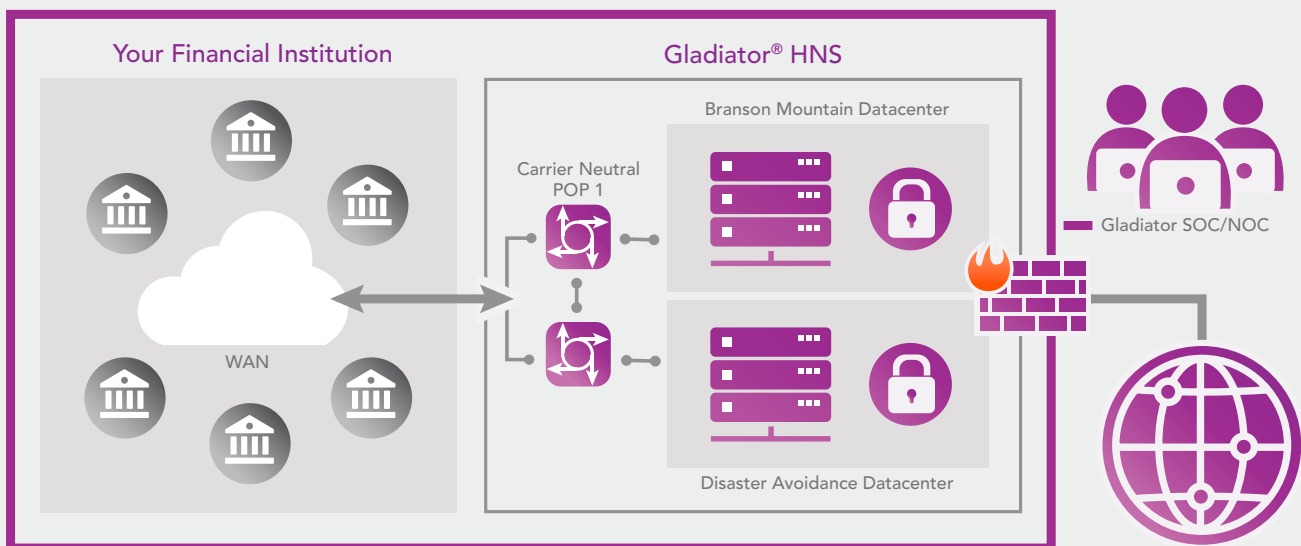 Your Financial Institution
Gladiator® HNS
Branson Mountain Datacenter
Carrier Neutral
POP 1
Gladiator SOC/NOC
WAN
Disaster Avoidance Datacenter